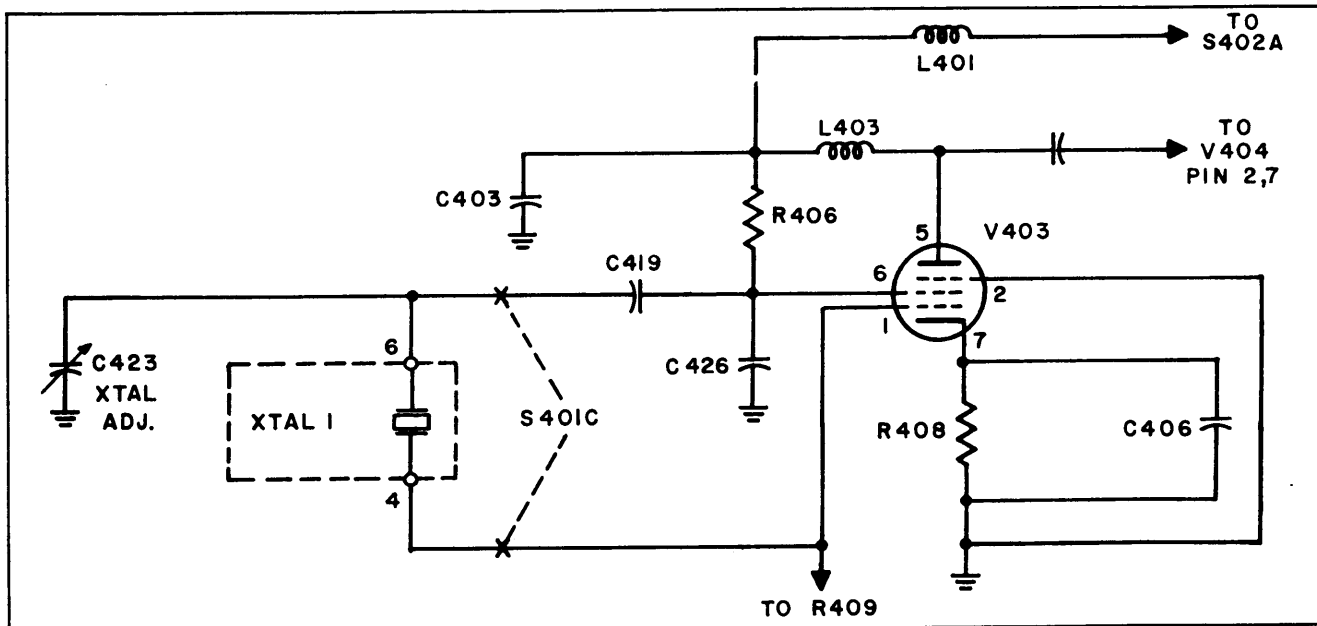 TO
S402A
L401
L403
TO
V404
PIN 2,7
C403
R406
5
V403
C419
6
2
1
7
C423
XTAL
ADJ.
6
XTAL 1
4
S401C
C426
R408
C406
TO R409